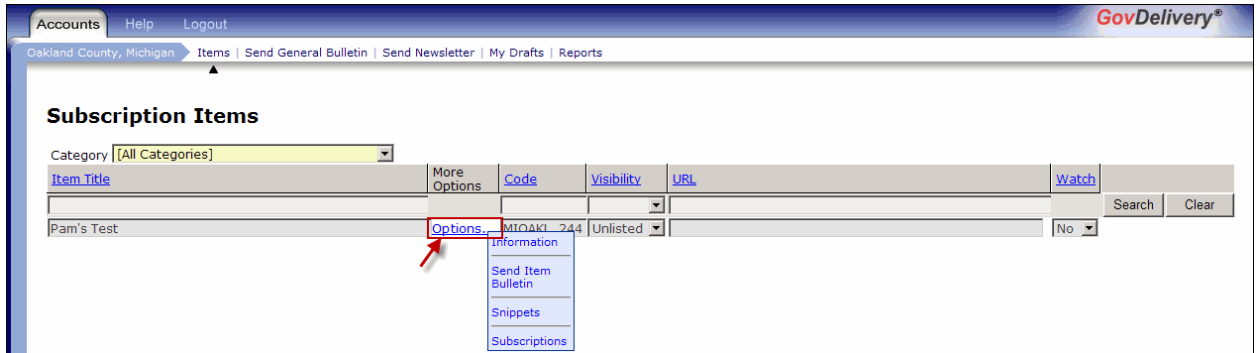 Accounts Help Logout GovDelivery®
Oakland County, Michigan Items | Send General Bulletin | Send Newsletter | My Drafts | Reports
Subscription Items
Category [All Categories]
Item Title More Options Code Visibility URL Watch
Search Clear
Pam's Test Options. MIOAKL_244 Unlisted No
Information
Send Item
Bulletin
Snippets
Subscriptions